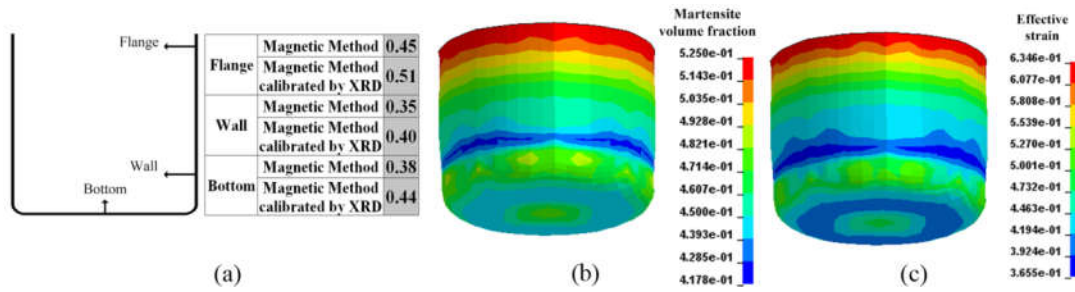 Flange
Wall
Bottom
Flange
Magnetic Method 0.45
Magnetic Method
calibrated by XRD 0.51
Wall
Magnetic Method 0.35
Magnetic Method
calibrated by XRD 0.40
Bottom
Magnetic Method 0.38
Magnetic Method
calibrated by XRD 0.44
(a)
Martensite
volume fraction
5.250e-01
5.143e-01
5.035e-01
4.928e-01
4.821e-01
4.714e-01
4.607e-01
4.500e-01
4.393e-01
4.285e-01
4.178e-01
(b)
Effective
strain
6.346e-01
6.077e-01
5.808e-01
5.539e-01
5.270e-01
5.001e-01
4.732e-01
4.463e-01
4.194e-01
3.924e-01
3.655e-01
(c)